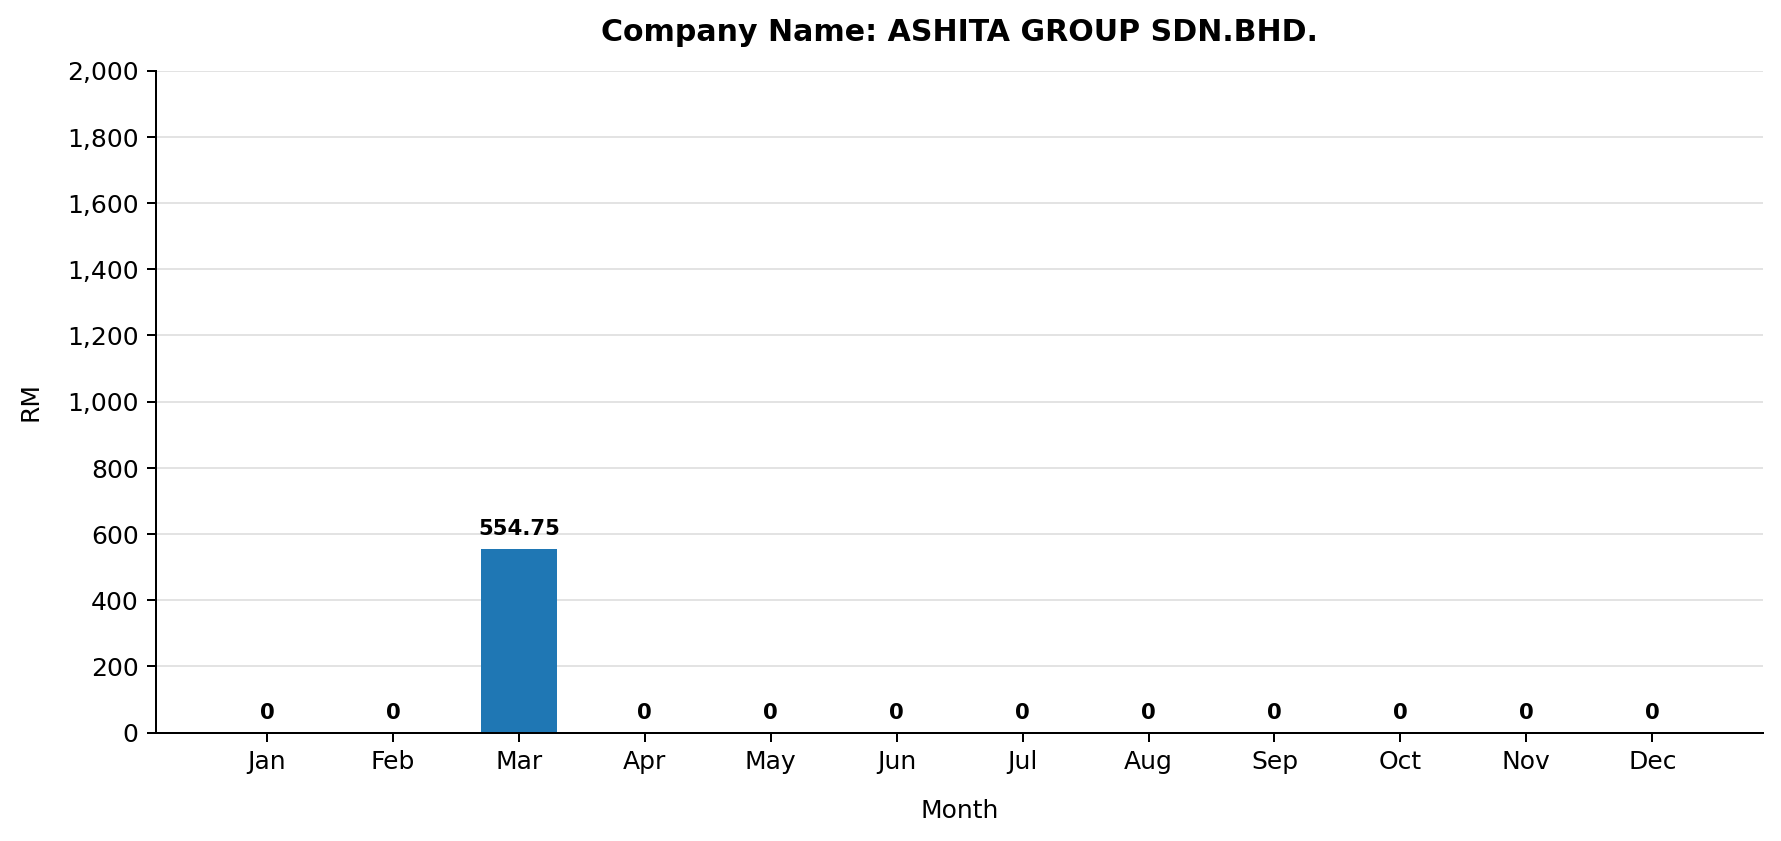 Company Name: ASHITA GROUP SDN.BHD.
2,000
1,800
1,600
1,400
1,200
1,000
800
600
400
200
0
RM
0 0 554.75 0 0 0 0 0 0 0 0 0
Jan Feb Mar Apr May Jun Jul Aug Sep Oct Nov Dec
Month